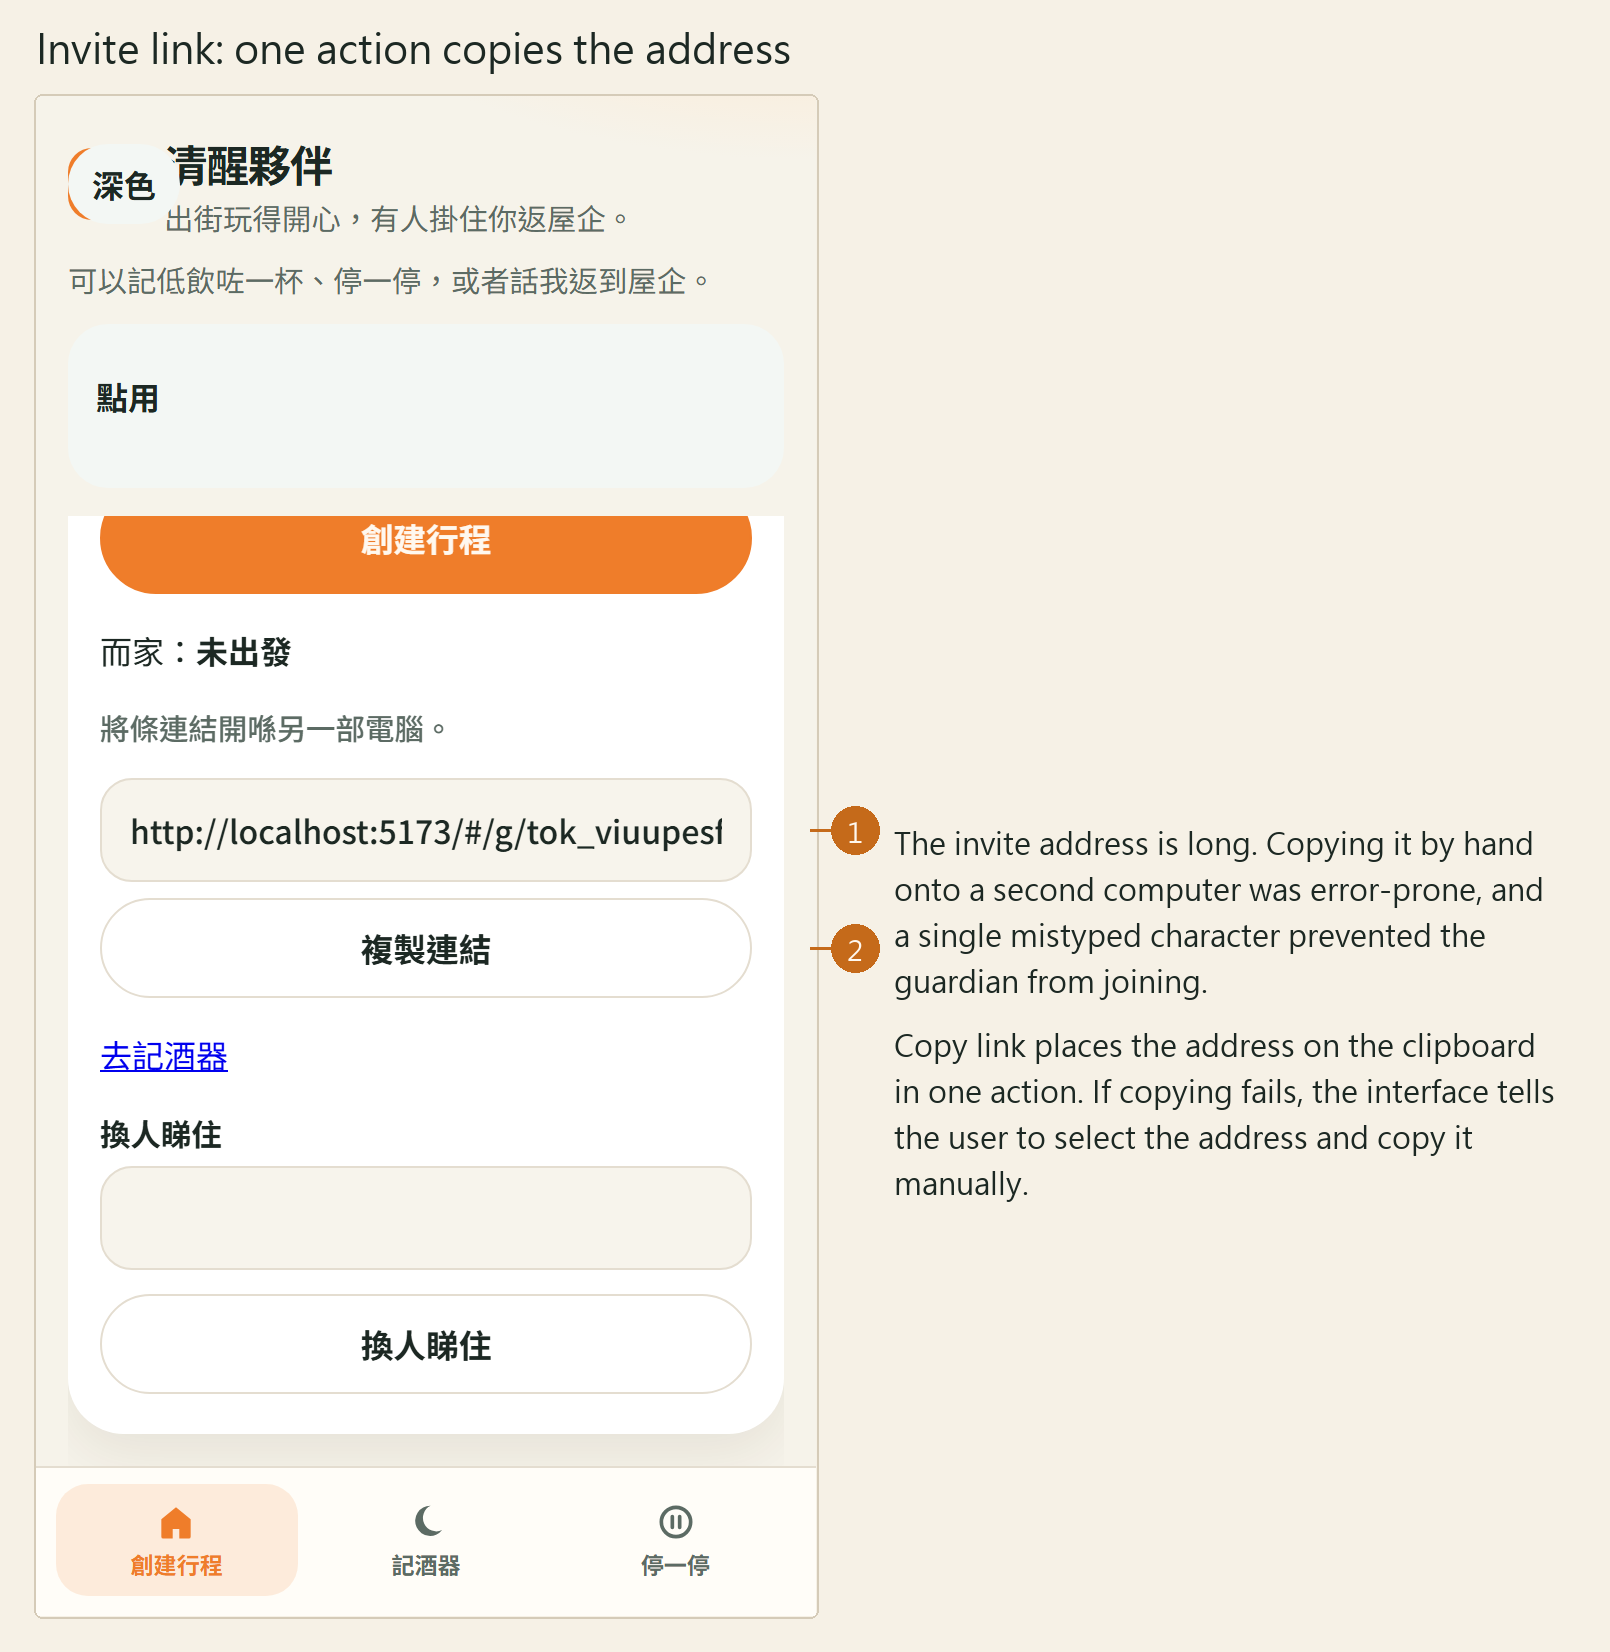 Invite link: one action copies the address
深色
清醒夥伴
出街玩得開心，有人掛住你返屋企。
可以記低飲咗一杯、停一停，或者話我返到屋企。
點用
創建行程
而家：未出發
將條連結開喺另一部電腦。
http://localhost:5173/#/g/tok_viuupesf
複製連結
去記酒器
換人睇住
換人睇住
創建行程
記酒器
停一停
1
The invite address is long. Copying it by hand
onto a second computer was error-prone, and
a single mistyped character prevented the
guardian from joining.
2
Copy link places the address on the clipboard
in one action. If copying fails, the interface tells
the user to select the address and copy it
manually.